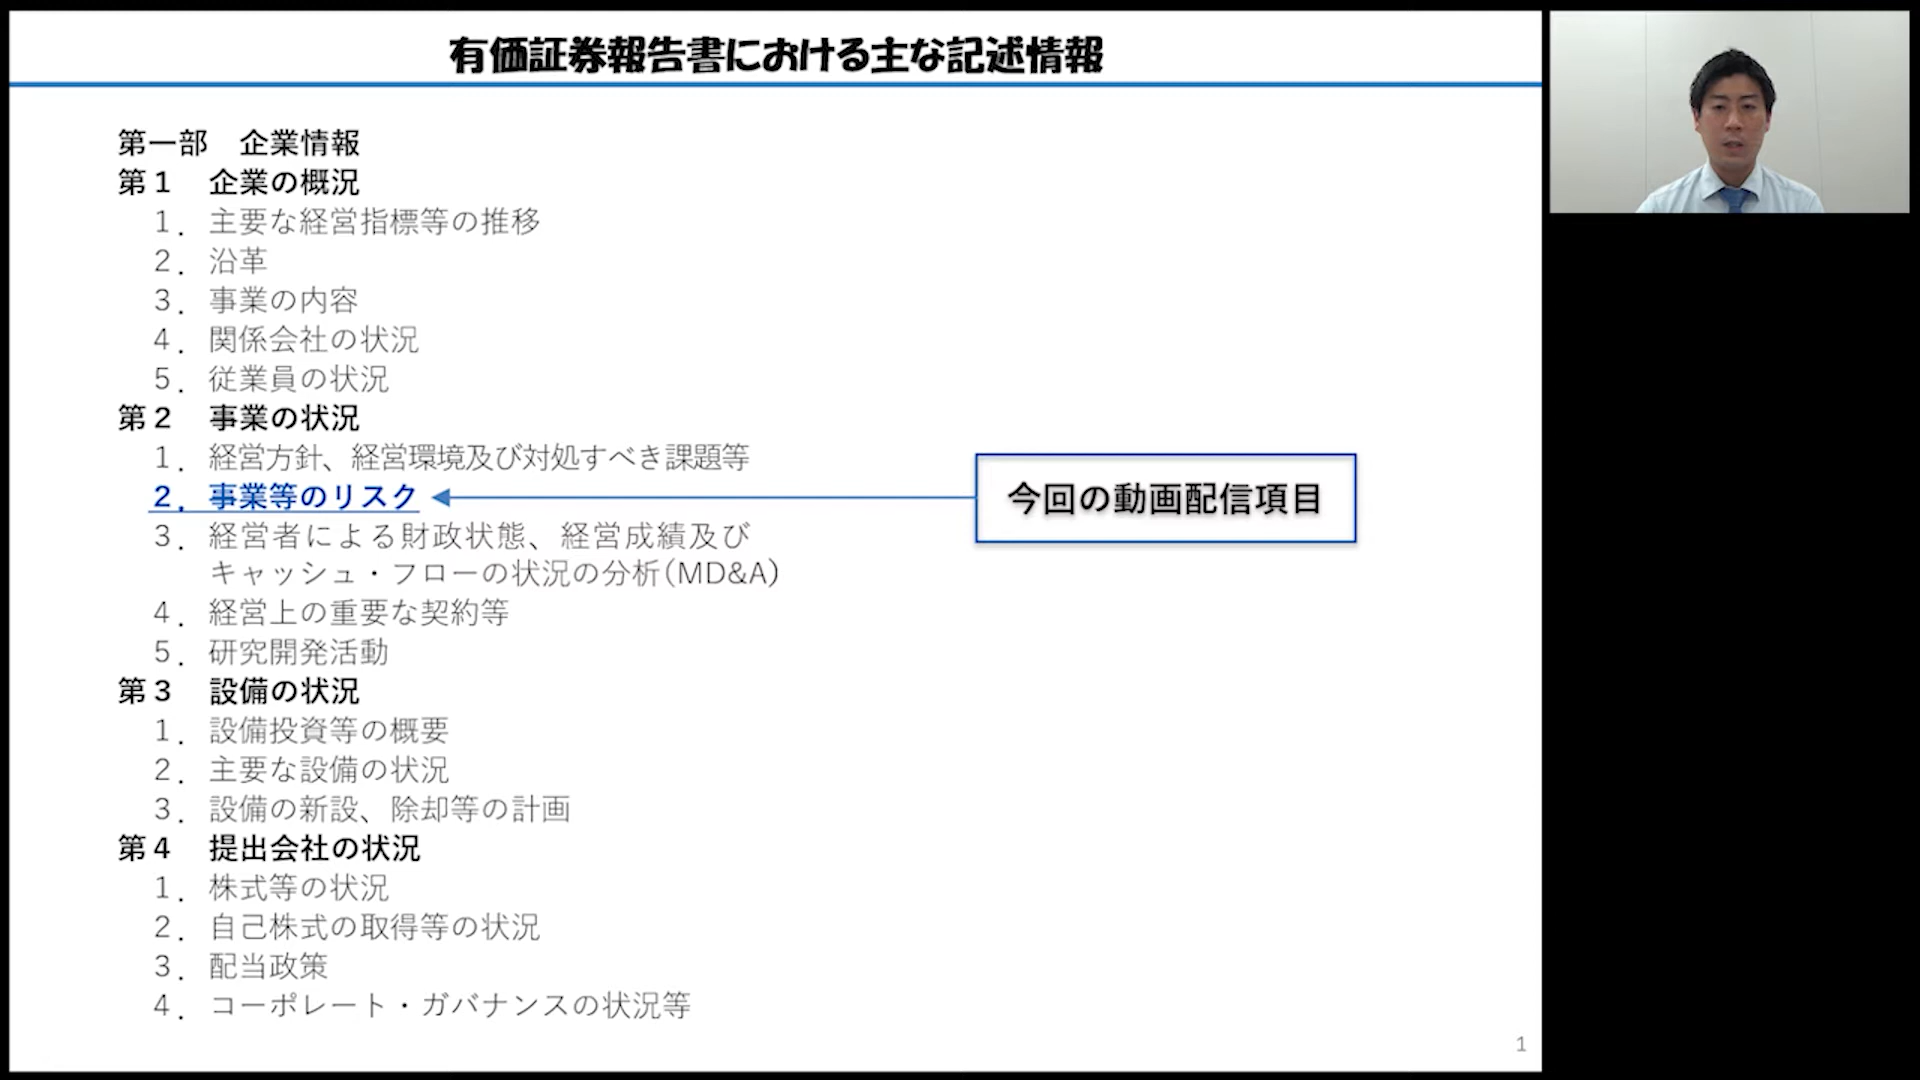 有価証券報告書における主な記述情報
第一部　企業情報
第１　企業の概況
１．主要な経営指標等の推移
２．沿革
３．事業の内容
４．関係会社の状況
５．従業員の状況
第２　事業の状況
１．経営方針、経営環境及び対処すべき課題等
２．事業等のリスク
今回の動画配信項目
３．経営者による財政状態、経営成績及び
キャッシュ・フローの状況の分析(MD&A)
４．経営上の重要な契約等
５．研究開発活動
第３　設備の状況
１．設備投資等の概要
２．主要な設備の状況
３．設備の新設、除却等の計画
第４　提出会社の状況
１．株式等の状況
２．自己株式の取得等の状況
３．配当政策
４．コーポレート・ガバナンスの状況等
1